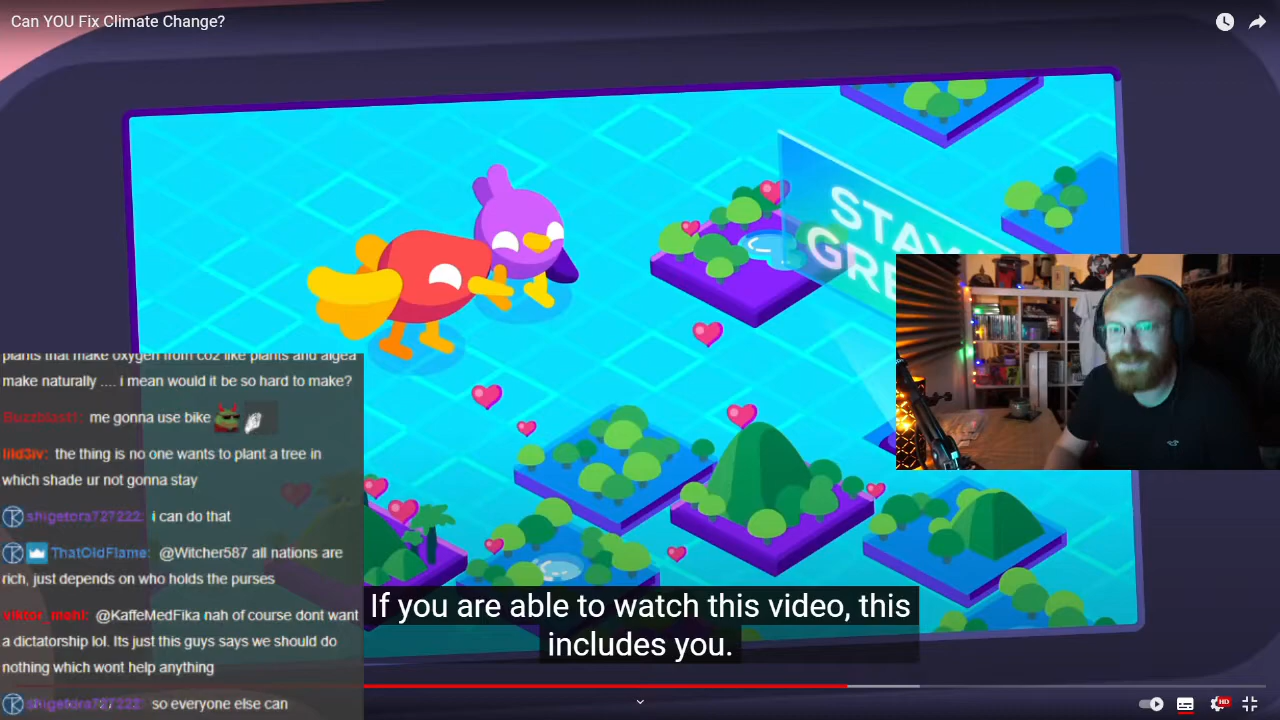 Can YOU Fix Climate Change?
STAY
GRE
plants that make oxygen from co2 like plants and algea
make naturally .... i mean would it be so hard to make?
Buzzblast1: me gonna use bike
lild3iv: the thing is no one wants to plant a tree in
which shade ur not gonna stay
shigetora727222: i can do that
ThatOldFlame: @Witcher587 all nations are
rich, just depends on who holds the purses
viktor_mahl: @KaffeMedFika nah of course dont want
a dictatorship lol. Its just this guys says we should do
nothing which wont help anything
shigetora727222: so everyone else can
If you are able to watch this video, this
includes you.
HD